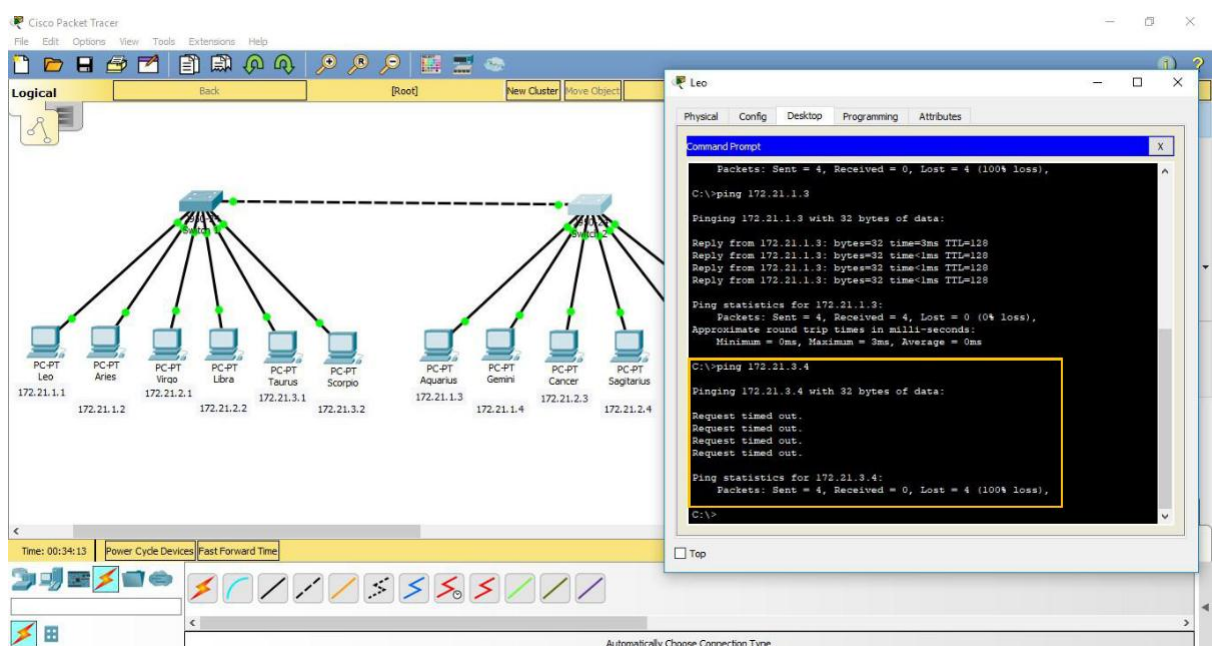 Cisco Packet Tracer
File Edit Options View Tools Extensions Help
Logical
Back
[Root]
New Cluster
Move Object
PC-PT
Leo
172.21.1.1
PC-PT
Aries
172.21.1.2
PC-PT
Virgo
172.21.2.1
PC-PT
Libra
172.21.2.2
PC-PT
Taurus
172.21.3.1
PC-PT
Scorpio
172.21.3.2
PC-PT
Aquarius
172.21.1.3
PC-PT
Gemini
172.21.1.4
PC-PT
Cancer
172.21.2.3
PC-PT
Sagitarius
172.21.2.4
Leo
Physical Config Desktop Programming Attributes
Command Prompt
X
Packets: Sent = 4, Received = 0, Lost = 4 (100% loss),
C:\>ping 172.21.1.3
Pinging 172.21.1.3 with 32 bytes of data:
Reply from 172.21.1.3: bytes=32 time=3ms TTL=128
Reply from 172.21.1.3: bytes=32 time<1ms TTL=128
Reply from 172.21.1.3: bytes=32 time<1ms TTL=128
Reply from 172.21.1.3: bytes=32 time<1ms TTL=128
Ping statistics for 172.21.1.3:
Packets: Sent = 4, Received = 4, Lost = 0 (0% loss),
Approximate round trip times in milli-seconds:
Minimum = 0ms, Maximum = 3ms, Average = 0ms
C:\>ping 172.21.3.4
Pinging 172.21.3.4 with 32 bytes of data:
Request timed out.
Request timed out.
Request timed out.
Request timed out.
Ping statistics for 172.21.3.4:
Packets: Sent = 4, Received = 0, Lost = 4 (100% loss),
C:\>
Top
Time: 00:34:13
Power Cycle Devices
Fast Forward Time
Automatically Choose Connection Type